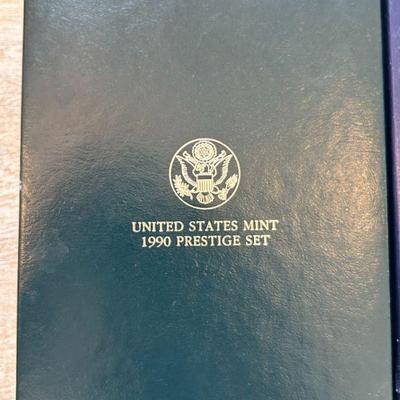 UNITED STATES MINT
1990 PRESTIGE SET